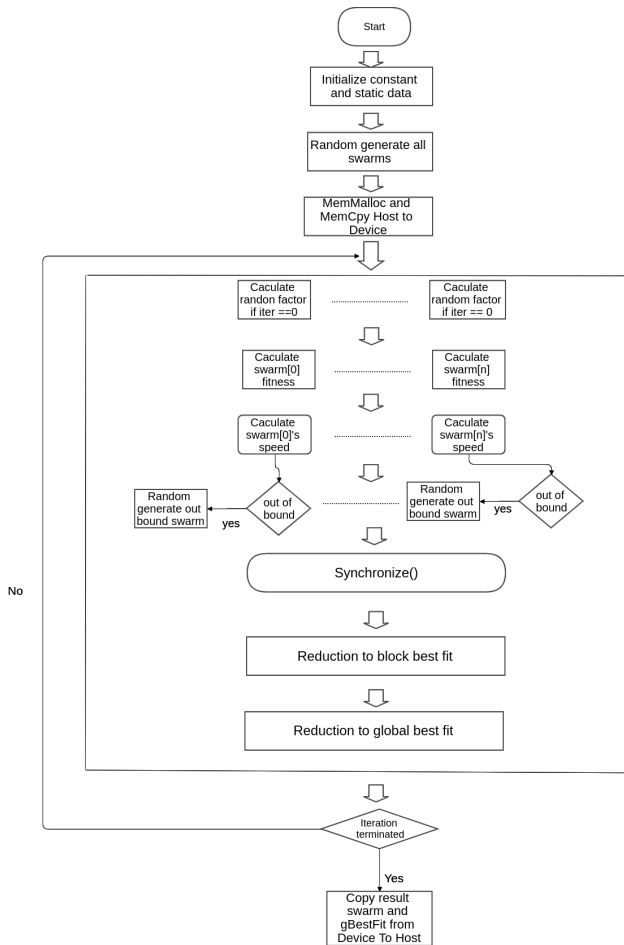 Start
Initialize constant
and static data
Random generate all
swarms
MemMalloc and
MemCpy Host to
Device
Caculate
randon factor
if iter ==0
Caculate
random factor
if iter == 0
Caculate
swarm[0]
fitness
Caculate
swarm[n]
fitness
Caculate
swarm[0]'s
speed
Caculate
swarm[n]'s
speed
Random
generate out
bound swarm
yes
out of
bound
Random
generate out
bound swarm
yes
out of
bound
Synchronize()
No
Reduction to block best fit
Reduction to global best fit
Iteration
terminated
Yes
Copy result
swarm and
gBestFit from
Device To Host